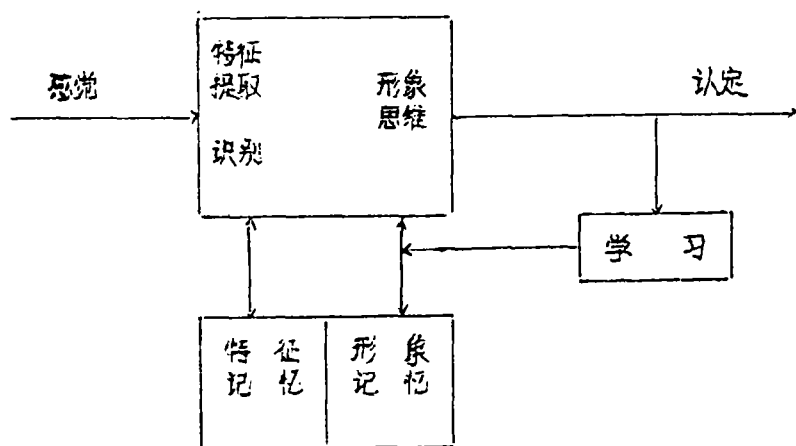 感觉
特征
提取
识别
形象
思维
认定
学 习
特 征
记 忆
形 象
记 忆